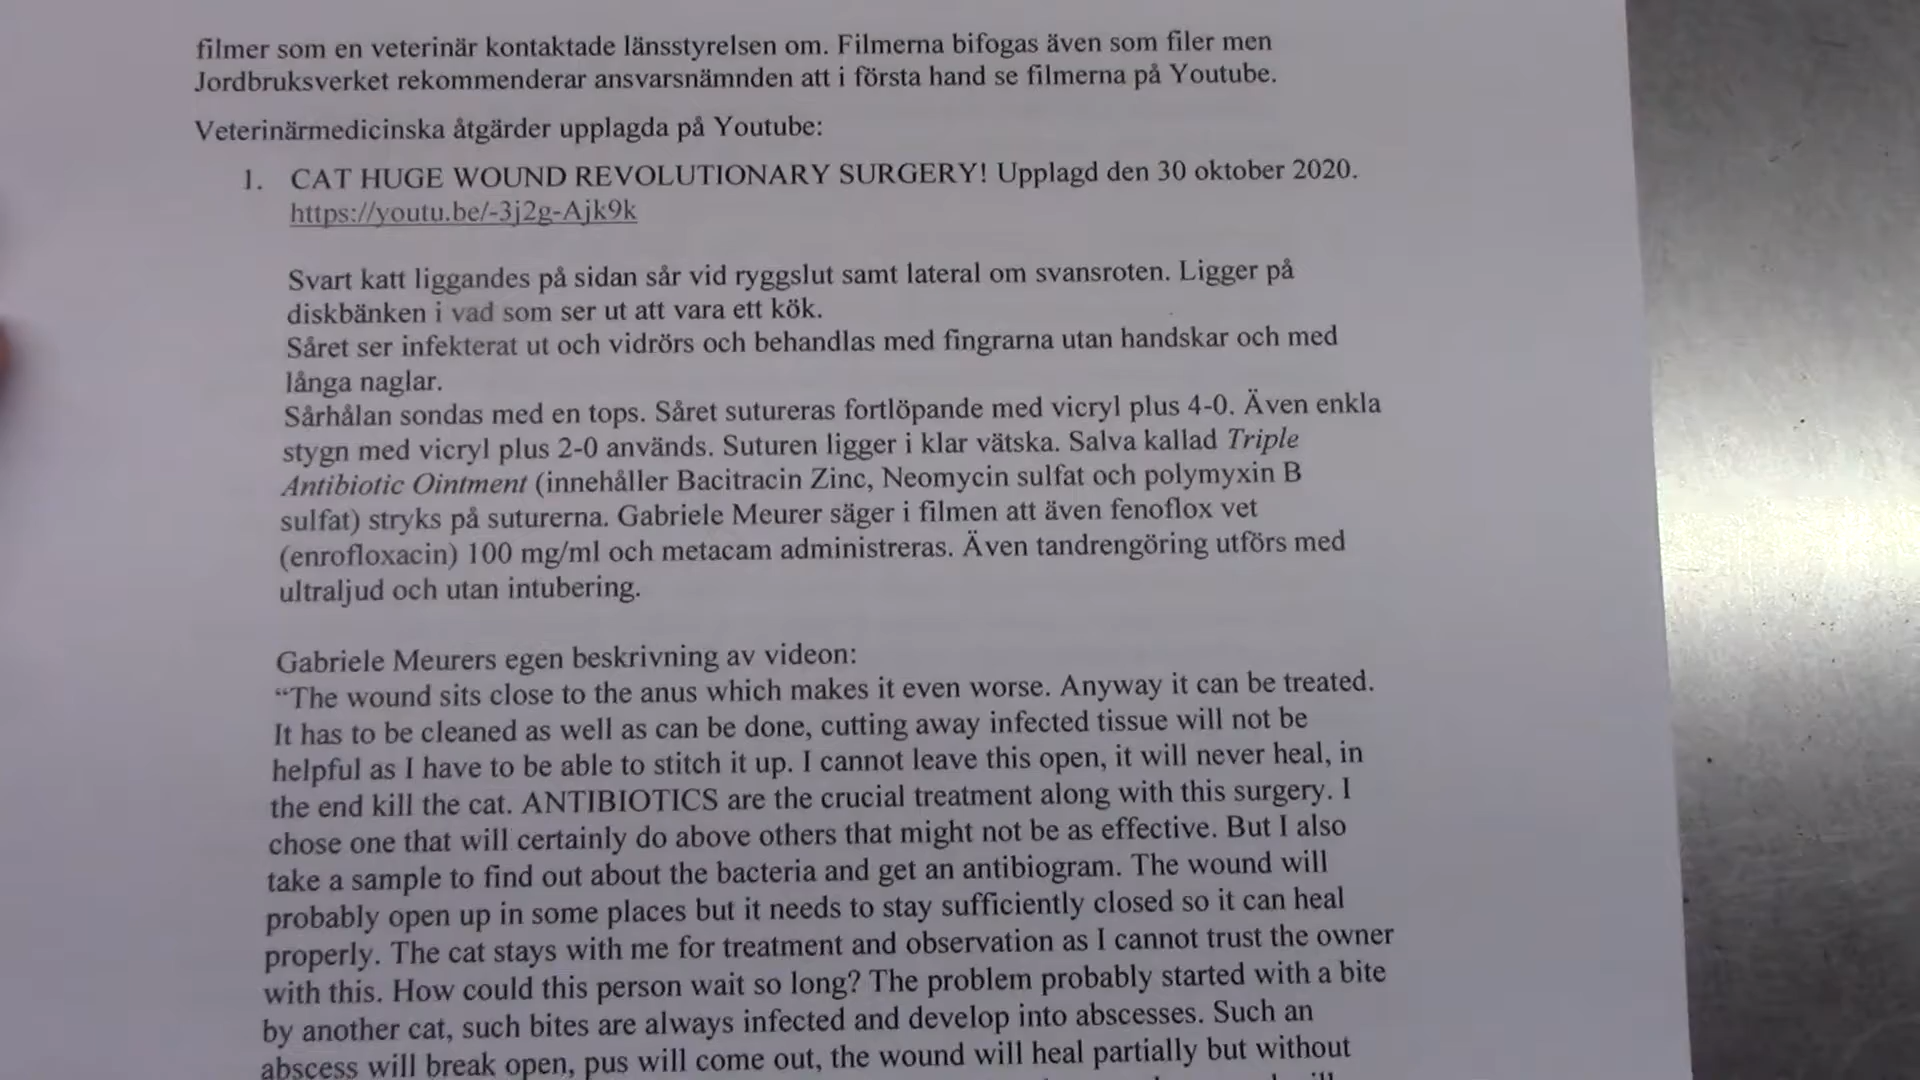 filmer som en veterinär kontaktade länsstyrelsen om. Filmerna bifogas även som filer men
Jordbruksverket rekommenderar ansvarsnämnden att i första hand se filmerna på Youtube.
Veterinärmedicinska åtgärder upplagda på Youtube:
1. CAT HUGE WOUND REVOLUTIONARY SURGERY! Upplagd den 30 oktober 2020.
https://youtu.be/-3j2g-Ajk9k
Svart katt liggandes på sidan sår vid ryggslut samt lateral om svansroten. Ligger på
diskbänken i vad som ser ut att vara ett kök.
Såret ser infekterat ut och vidrörs och behandlas med fingrarna utan handskar och med
långa naglar.
Sårhålan sondas med en tops. Såret sutureras fortlöpande med vicryl plus 4-0. Även enkla
stygn med vicryl plus 2-0 används. Suturen ligger i klar vätska. Salva kallad Triple
Antibiotic Ointment (innehåller Bacitracin Zinc, Neomycin sulfat och polymyxin B
sulfat) stryks på suturerna. Gabriele Meurer säger i filmen att även fenoflox vet
(enrofloxacin) 100 mg/ml och metacam administreras. Även tandrengöring utförs med
ultraljud och utan intubering.
Gabriele Meurers egen beskrivning av videon:
“The wound sits close to the anus which makes it even worse. Anyway it can be treated.
It has to be cleaned as well as can be done, cutting away infected tissue will not be
helpful as I have to be able to stitch it up. I cannot leave this open, it will never heal, in
the end kill the cat. ANTIBIOTICS are the crucial treatment along with this surgery. I
chose one that will certainly do above others that might not be as effective. But I also
take a sample to find out about the bacteria and get an antibiogram. The wound will
probably open up in some places but it needs to stay sufficiently closed so it can heal
properly. The cat stays with me for treatment and observation as I cannot trust the owner
with this. How could this person wait so long? The problem probably started with a bite
by another cat, such bites are always infected and develop into abscesses. Such an
abscess will break open, pus will come out, the wound will heal partially but without